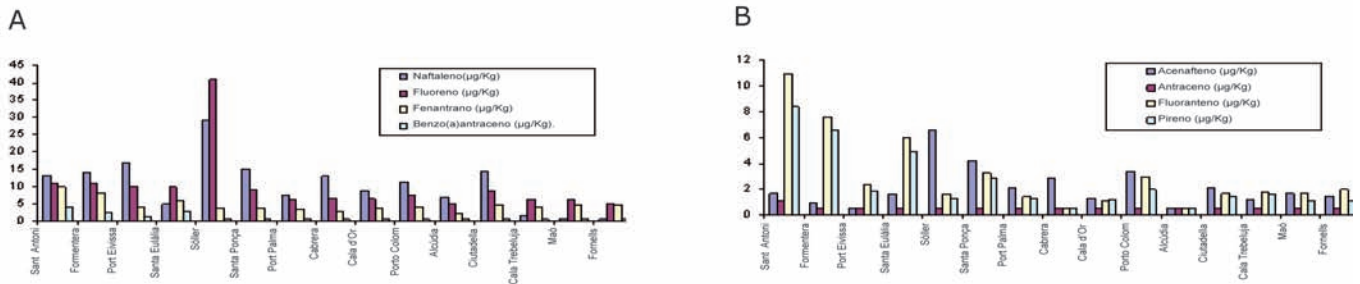 A
45
40
35
30
25
20
15
10
5
0
Naftaleno(µg/Kg)
Fluoreno (µg/Kg)
Fenantrano (µg/Kg)
Benzo(a)antraceno (µg/Kg).
Sant Antoni
Formentera
Port Eivissa
Santa Eulália
Sóller
Santa Ponça
Port Palma
Cabrera
Cala d'Or
Porto Colom
Alcúdia
Ciutadella
Cala Trebeluja
Maò
Fornells
B
12
10
8
6
4
2
0
Acenafteno (µg/Kg)
Antraceno (µg/Kg)
Fluoranteno (µg/Kg)
Pireno (µg/Kg)
Sant Antoni
Formentera
Port Eivissa
Santa Eulália
Sóller
Santa Ponça
Port Palma
Cabrera
Cala d'Or
Porto Colom
Alcúdia
Ciutadella
Cala Trebeluja
Maò
Fornells